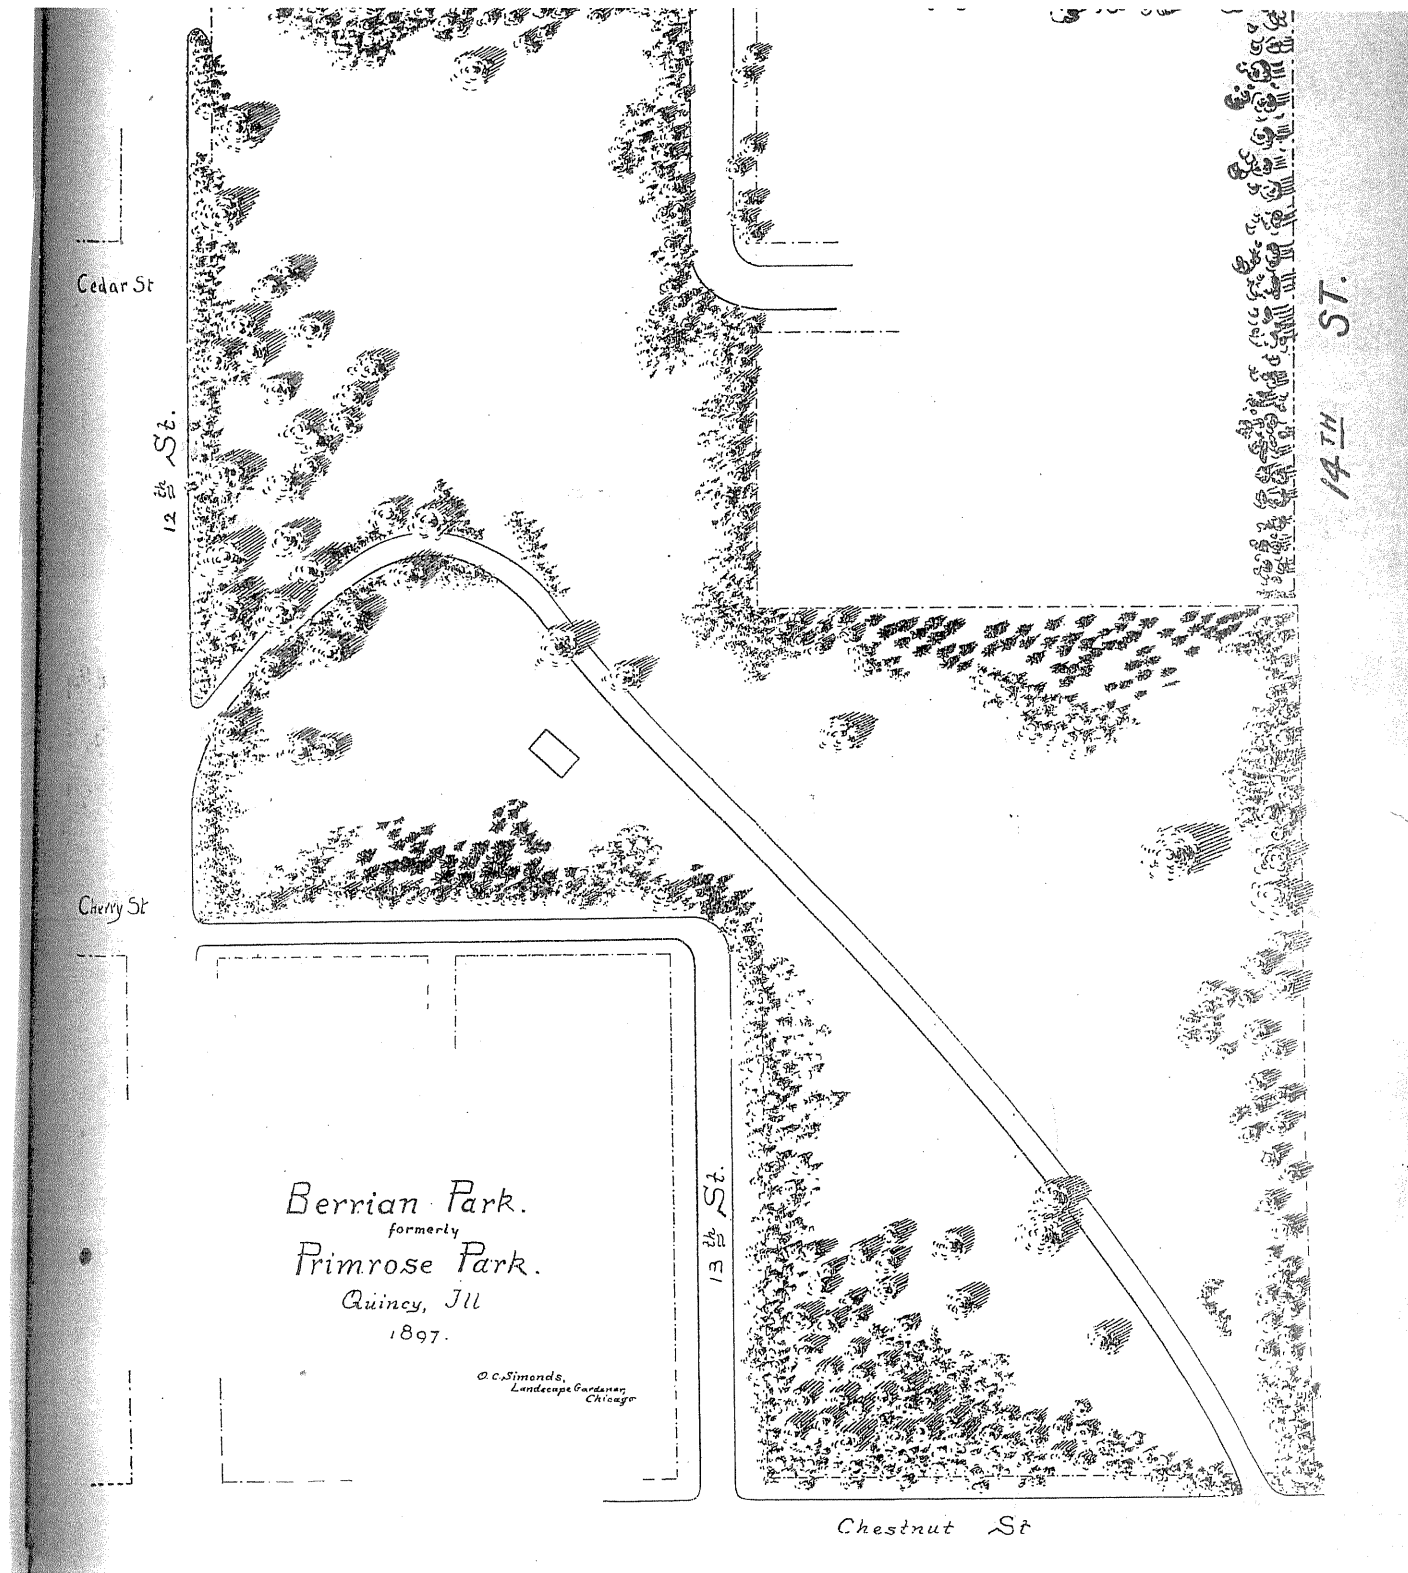 Cedar St
12th St.
14TH ST.
Cherry St
Berrian Park.
formerly
Primrose Park.
Quincy, Ill
1897.
O.C. Simonds,
Landscape Gardener,
Chicago
13th St.
Chestnut St